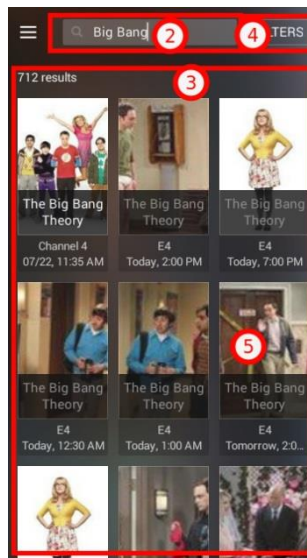 Big Bang
2
4
LTERS
712 results
3
The Big Bang
Theory
Channel 4
07/22, 11:35 AM
The Big Bang
Theory
E4
Today, 2:00 PM
The Big Bang
Theory
E4
Today, 7:00 PM
The Big Bang
Theory
E4
Today, 12:30 AM
The Big Bang
Theory
E4
Today, 1:00 AM
5
The Big Bang
Theory
E4
Tomorrow, 2:0...